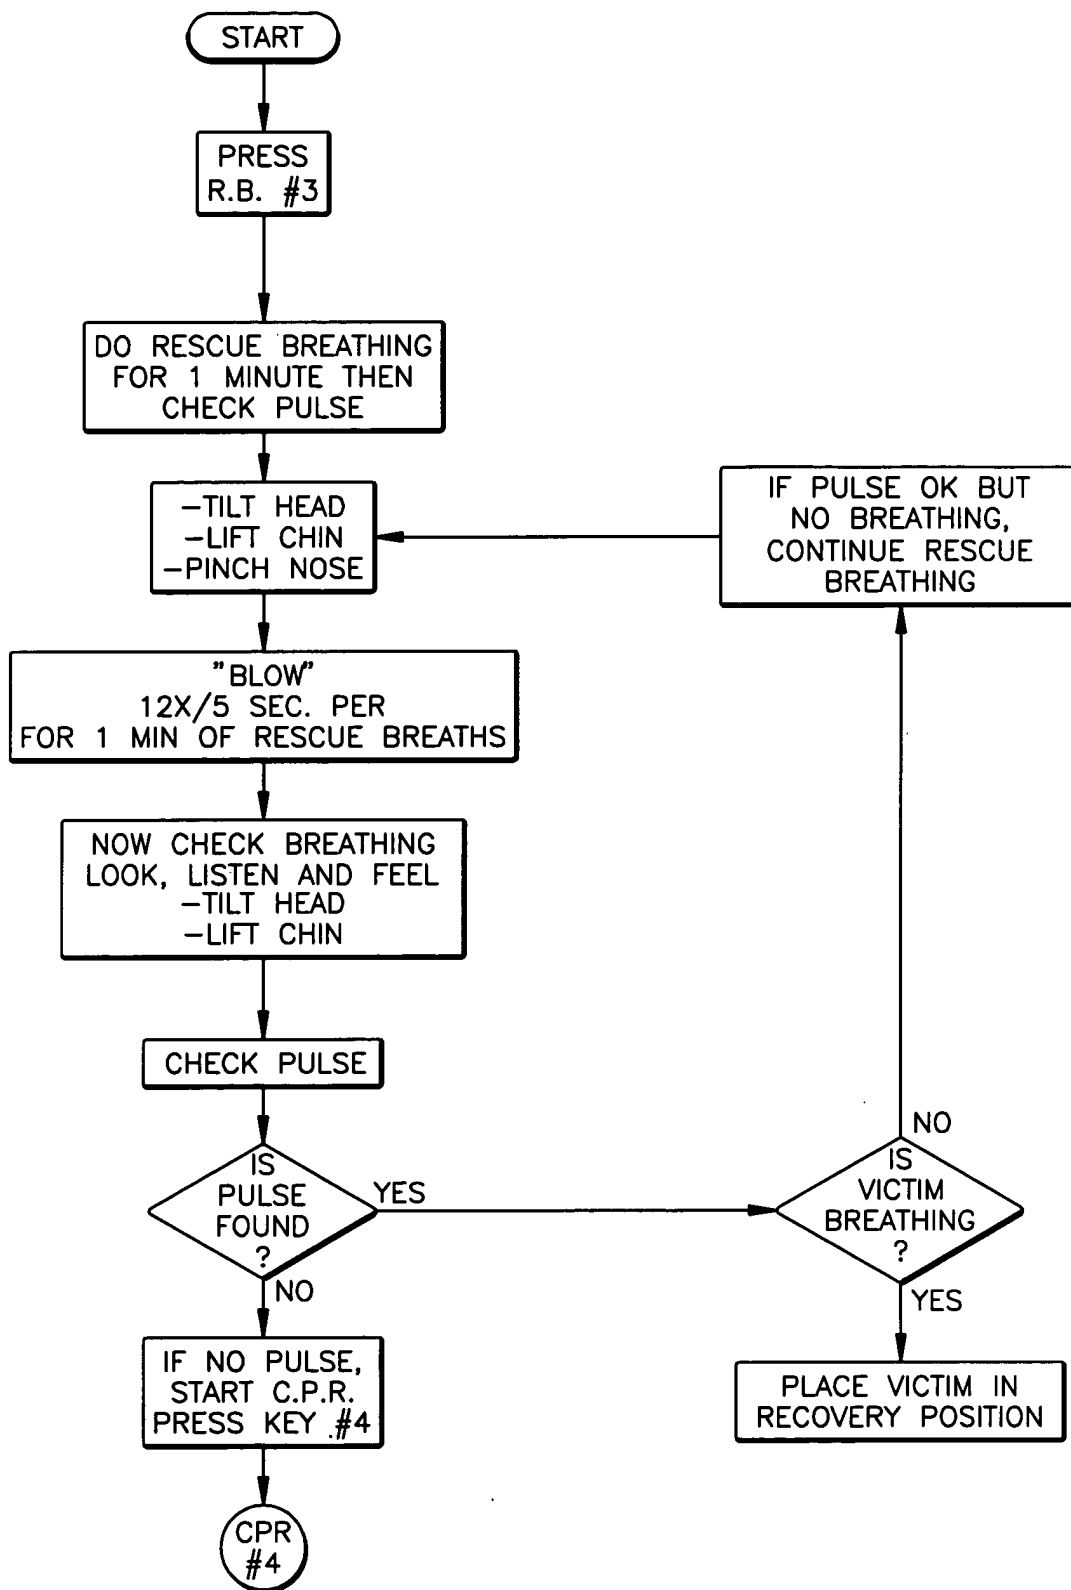 START
PRESS
R.B. #3
DO RESCUE BREATHING
FOR 1 MINUTE THEN
CHECK PULSE
-TILT HEAD
-LIFT CHIN
-PINCH NOSE
IF PULSE OK BUT
NO BREATHING,
CONTINUE RESCUE
BREATHING
"BLOW"
12X/5 SEC. PER
FOR 1 MIN OF RESCUE BREATHS
NOW CHECK BREATHING
LOOK, LISTEN AND FEEL
-TILT HEAD
-LIFT CHIN
CHECK PULSE
IS
PULSE
FOUND
?
YES
NO
IS
VICTIM
BREATHING
?
NO
YES
IF NO PULSE,
START C.P.R.
PRESS KEY #4
PLACE VICTIM IN
RECOVERY POSITION
CPR
#4